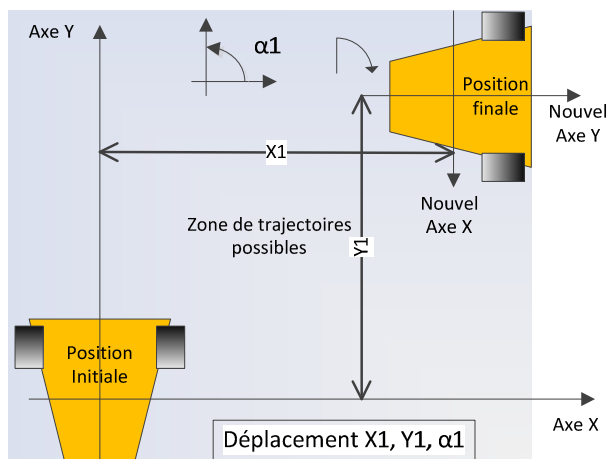 Axe Y
α1
Position
finale
Nouvel
Axe Y
X1
Nouvel
Axe X
Zone de trajectoires
possibles
Y1
Position
Initiale
Axe X
Déplacement X1, Y1, α1